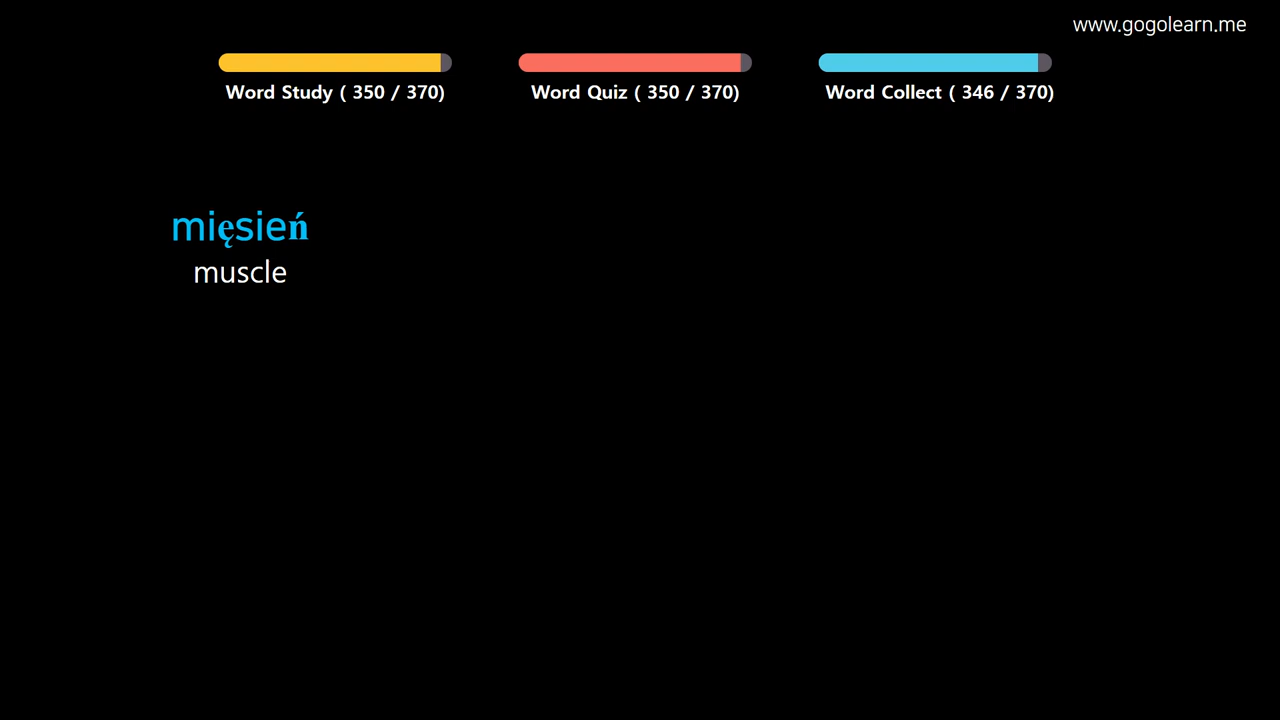 www.gogolearn.me
Word Study ( 350 / 370)
Word Quiz ( 350 / 370)
Word Collect ( 346 / 370)
mięsień
muscle